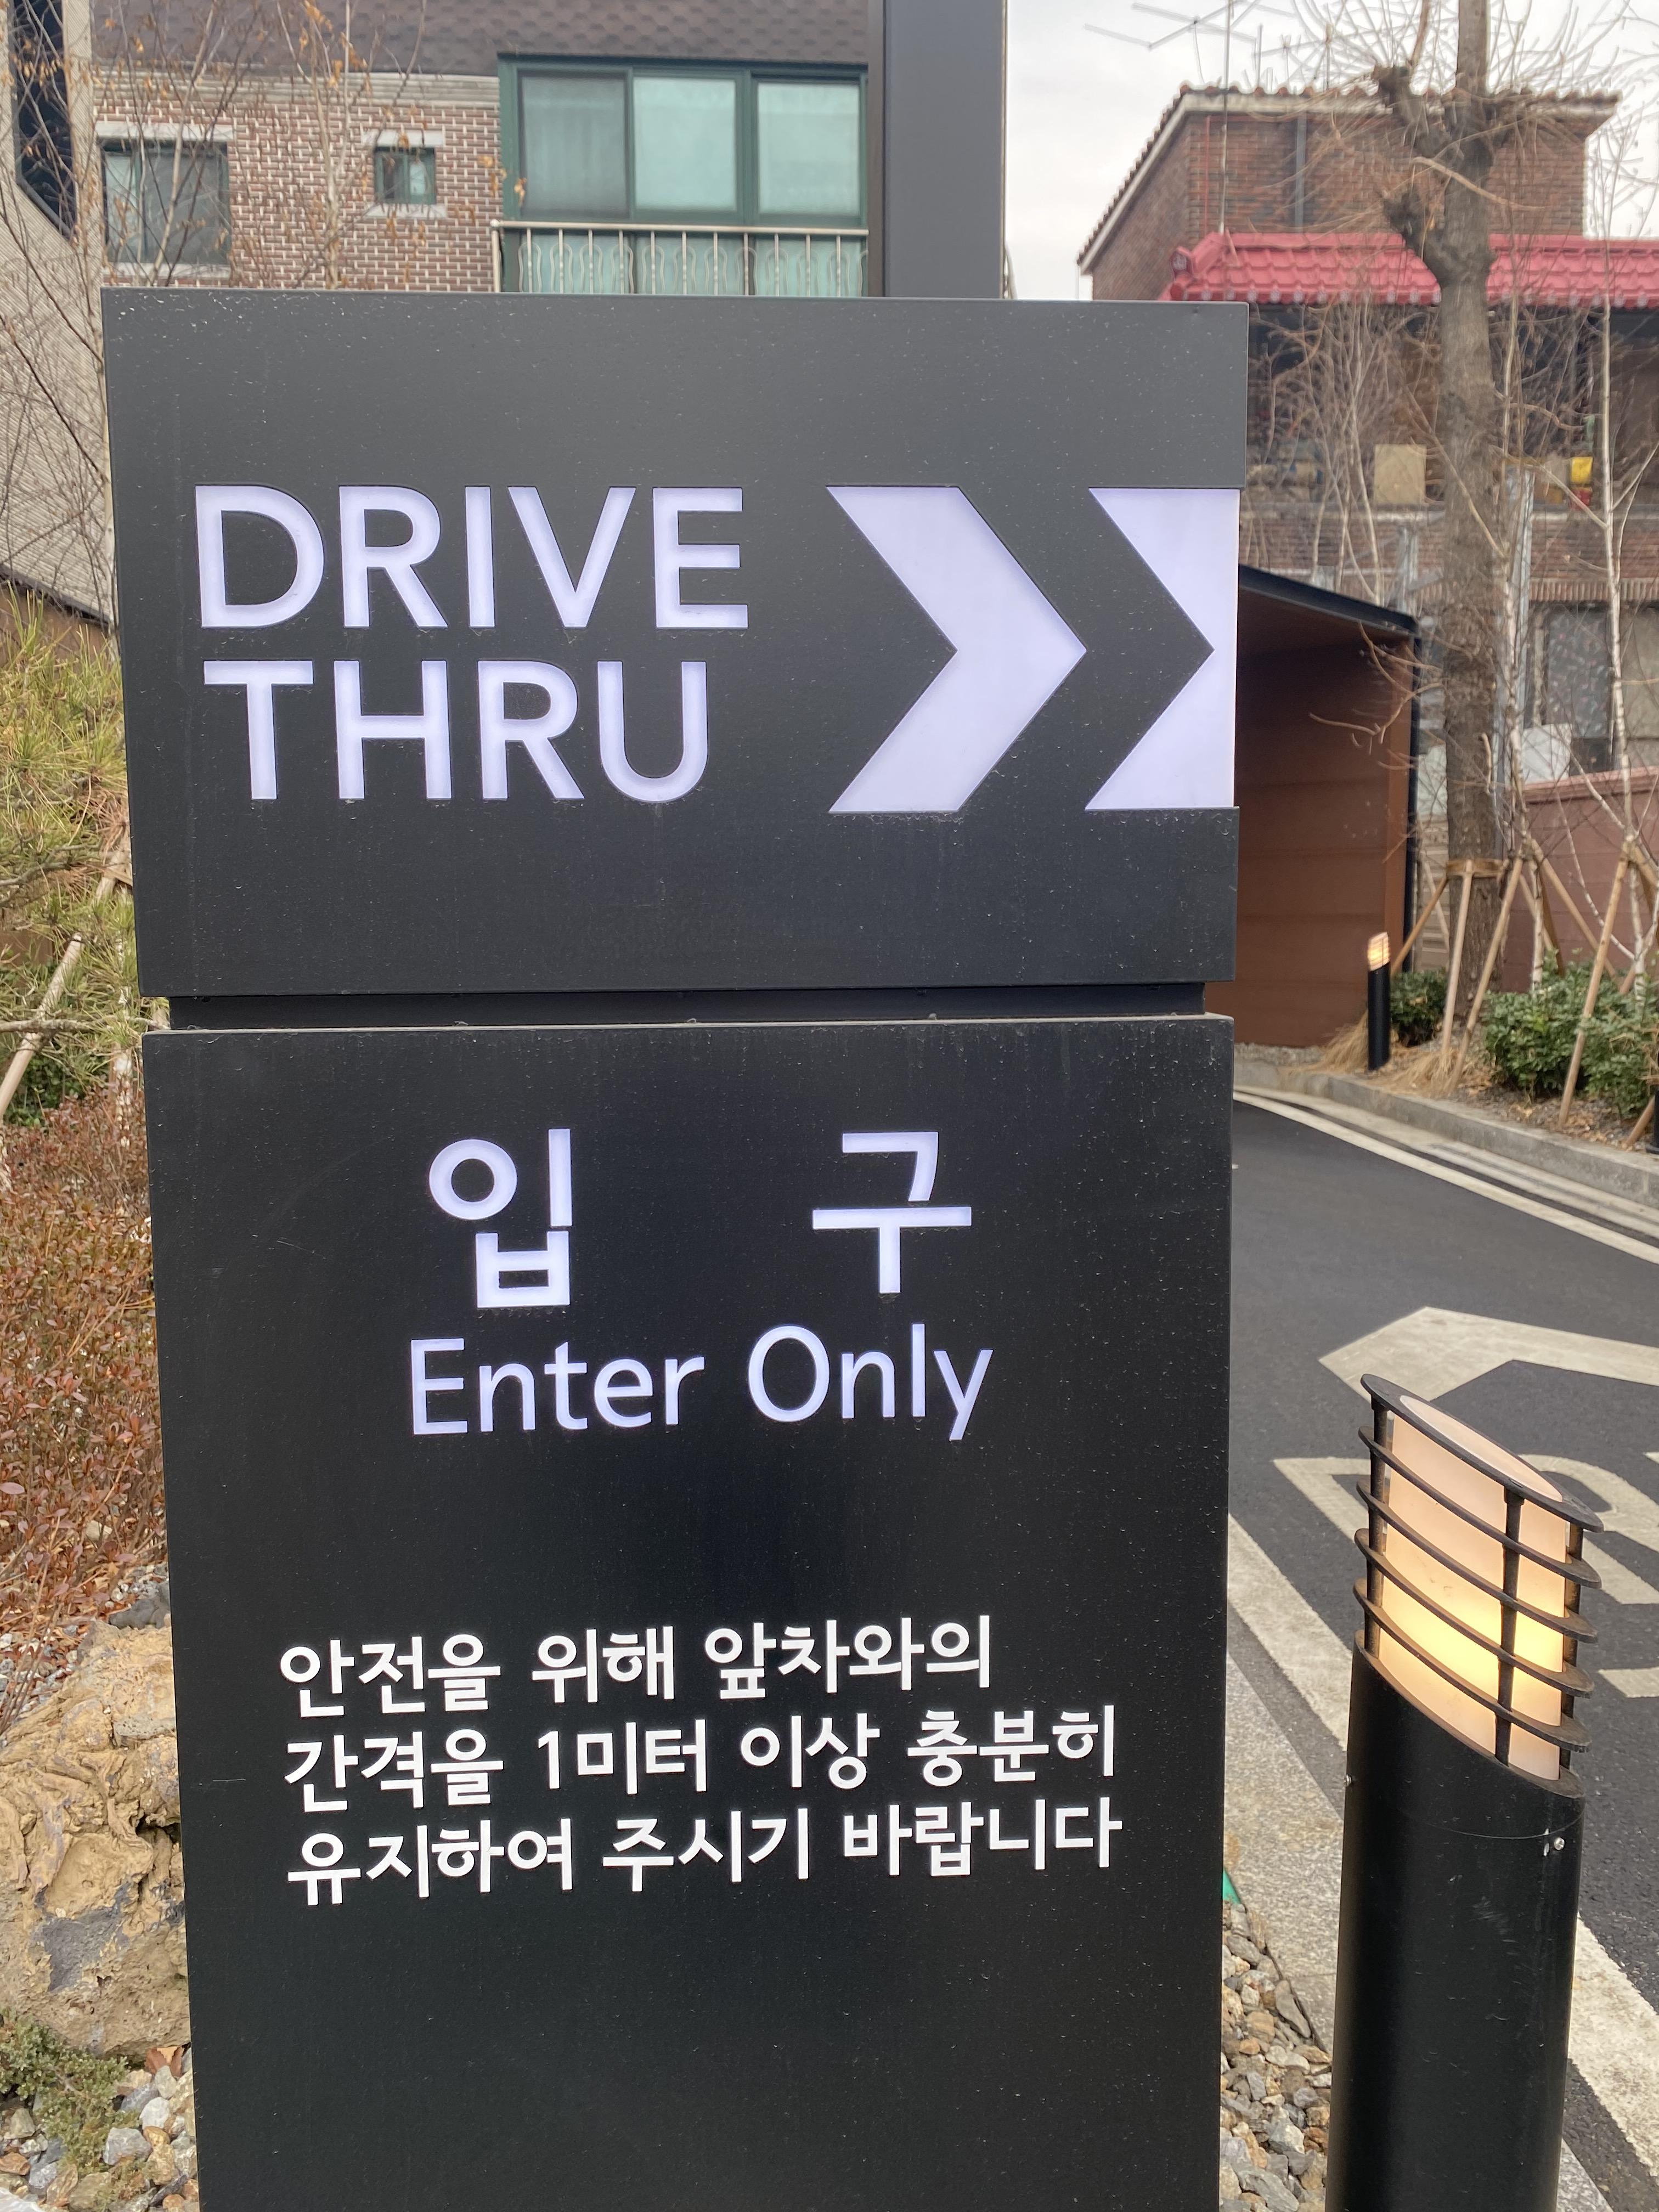 DRIVE
THRU
입 구
Enter Only
안전을 위해 앞차와의
간격을 1미터 이상 충분히
유지하여 주시기 바랍니다